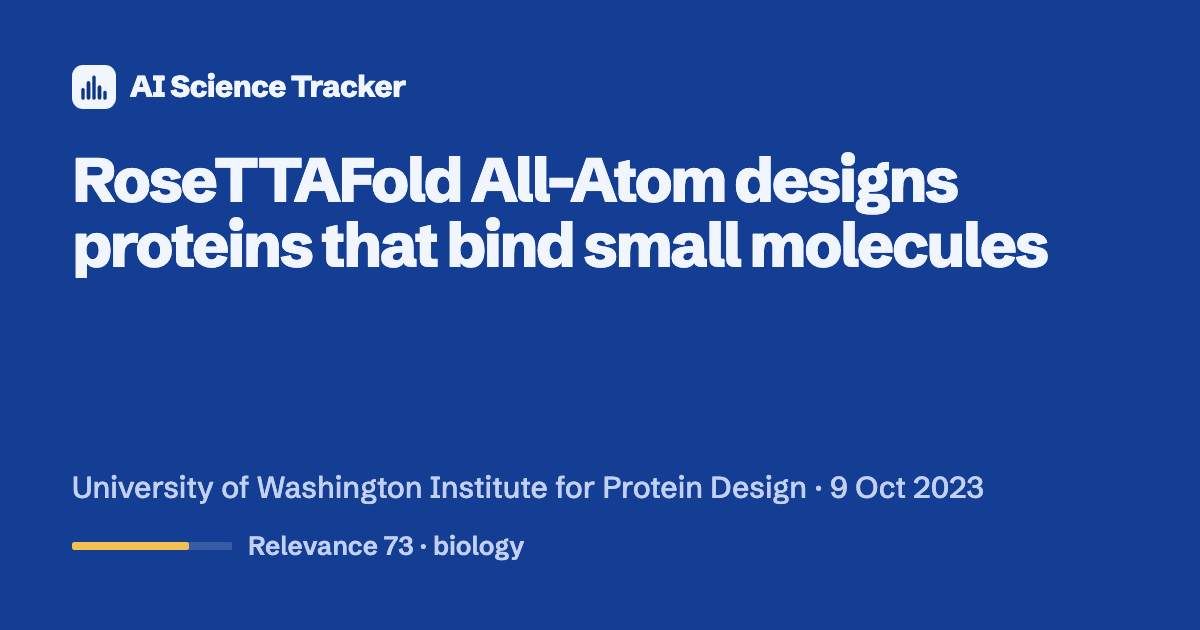 AI Science Tracker
RoseTTAFold All-Atom designs
proteins that bind small molecules
University of Washington Institute for Protein Design · 9 Oct 2023
Relevance 73 · biology